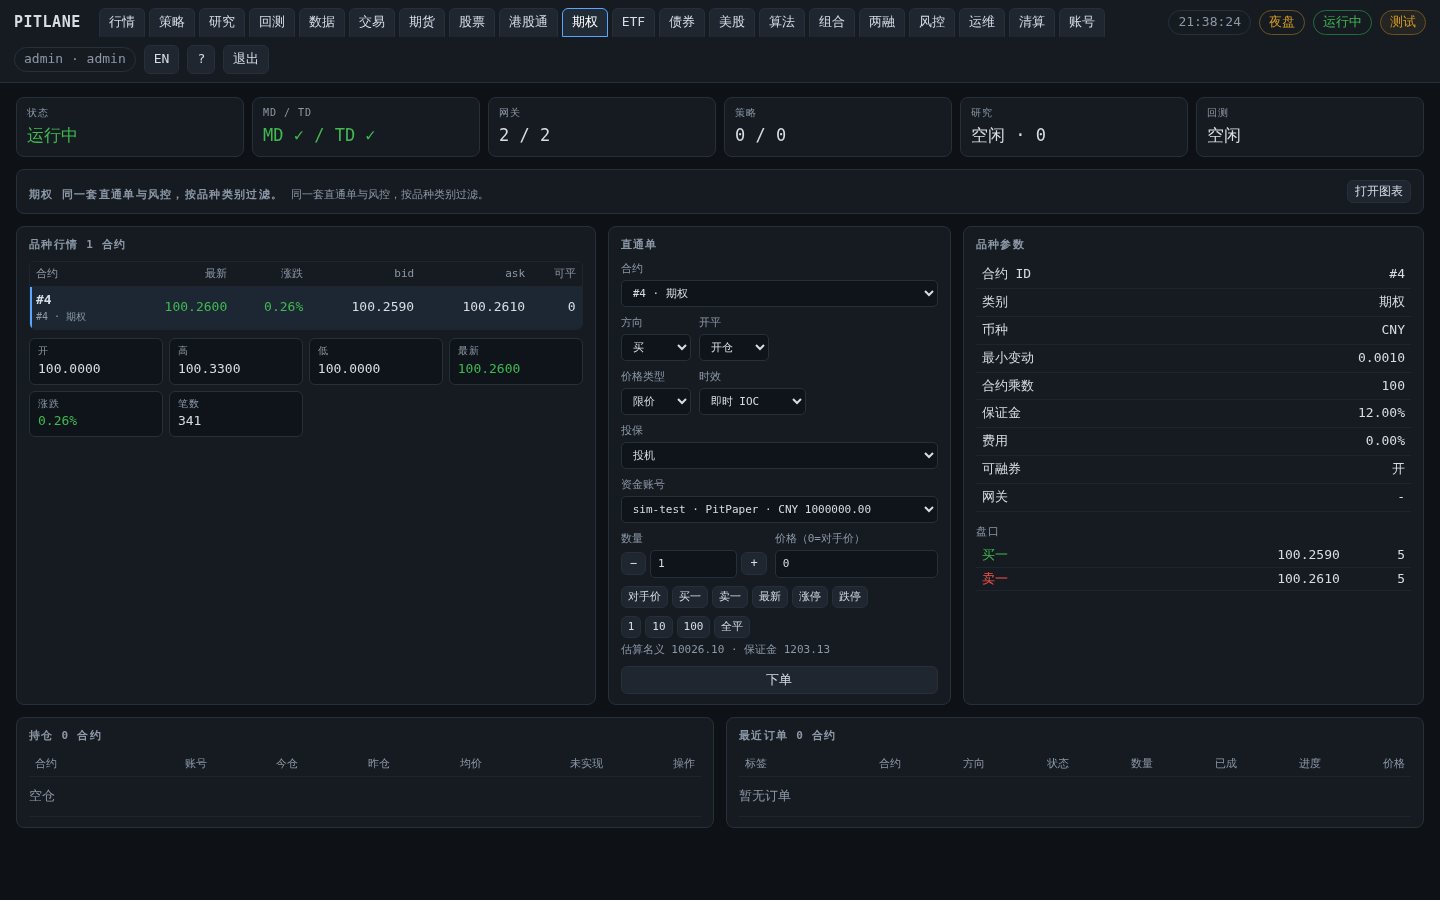 PITLANE 行情 策略 研究 回测 数据 交易 期货 股票 港股通 期权 ETF 债券 美股 算法 组合 两融 风控 运维 清算 账号 21:38:24 夜盘 运行中 测试
admin · admin EN ? 退出
状态 MD / TD 网关 策略 研究 回测
运行中 MD ✓ / TD ✓ 2 / 2 0 / 0 空闲 · 0 空闲
期权 同一套直通单与风控，按品种类别过滤。 同一套直通单与风控，按品种类别过滤。 打开图表
品种行情 1 合约
合约 最新 涨跌 bid ask 可平
#4 100.2600 0.26% 100.2590 100.2610 0
#4 · 期权
开 高 低 最新
100.0000 100.3300 100.0000 100.2600
涨跌 笔数
0.26% 341
直通单
合约
#4 · 期权
方向 开平
买 开仓
价格类型 时效
限价 即时 IOC
投保
投机
资金账号
sim-test · PitPaper · CNY 1000000.00
数量 价格（0=对手价）
− 1 + 0
对手价 买一 卖一 最新 涨停 跌停
1 10 100 全平
估算名义 10026.10 · 保证金 1203.13
下单
品种参数
合约 ID #4
类别 期权
币种 CNY
最小变动 0.0010
合约乘数 100
保证金 12.00%
费用 0.00%
可融券 开
网关 -
盘口
买一 100.2590 5
卖一 100.2610 5
持仓 0 合约
合约 账号 今仓 昨仓 均价 未实现 操作
空仓
最近订单 0 合约
标签 合约 方向 状态 数量 已成 进度 价格
暂无订单